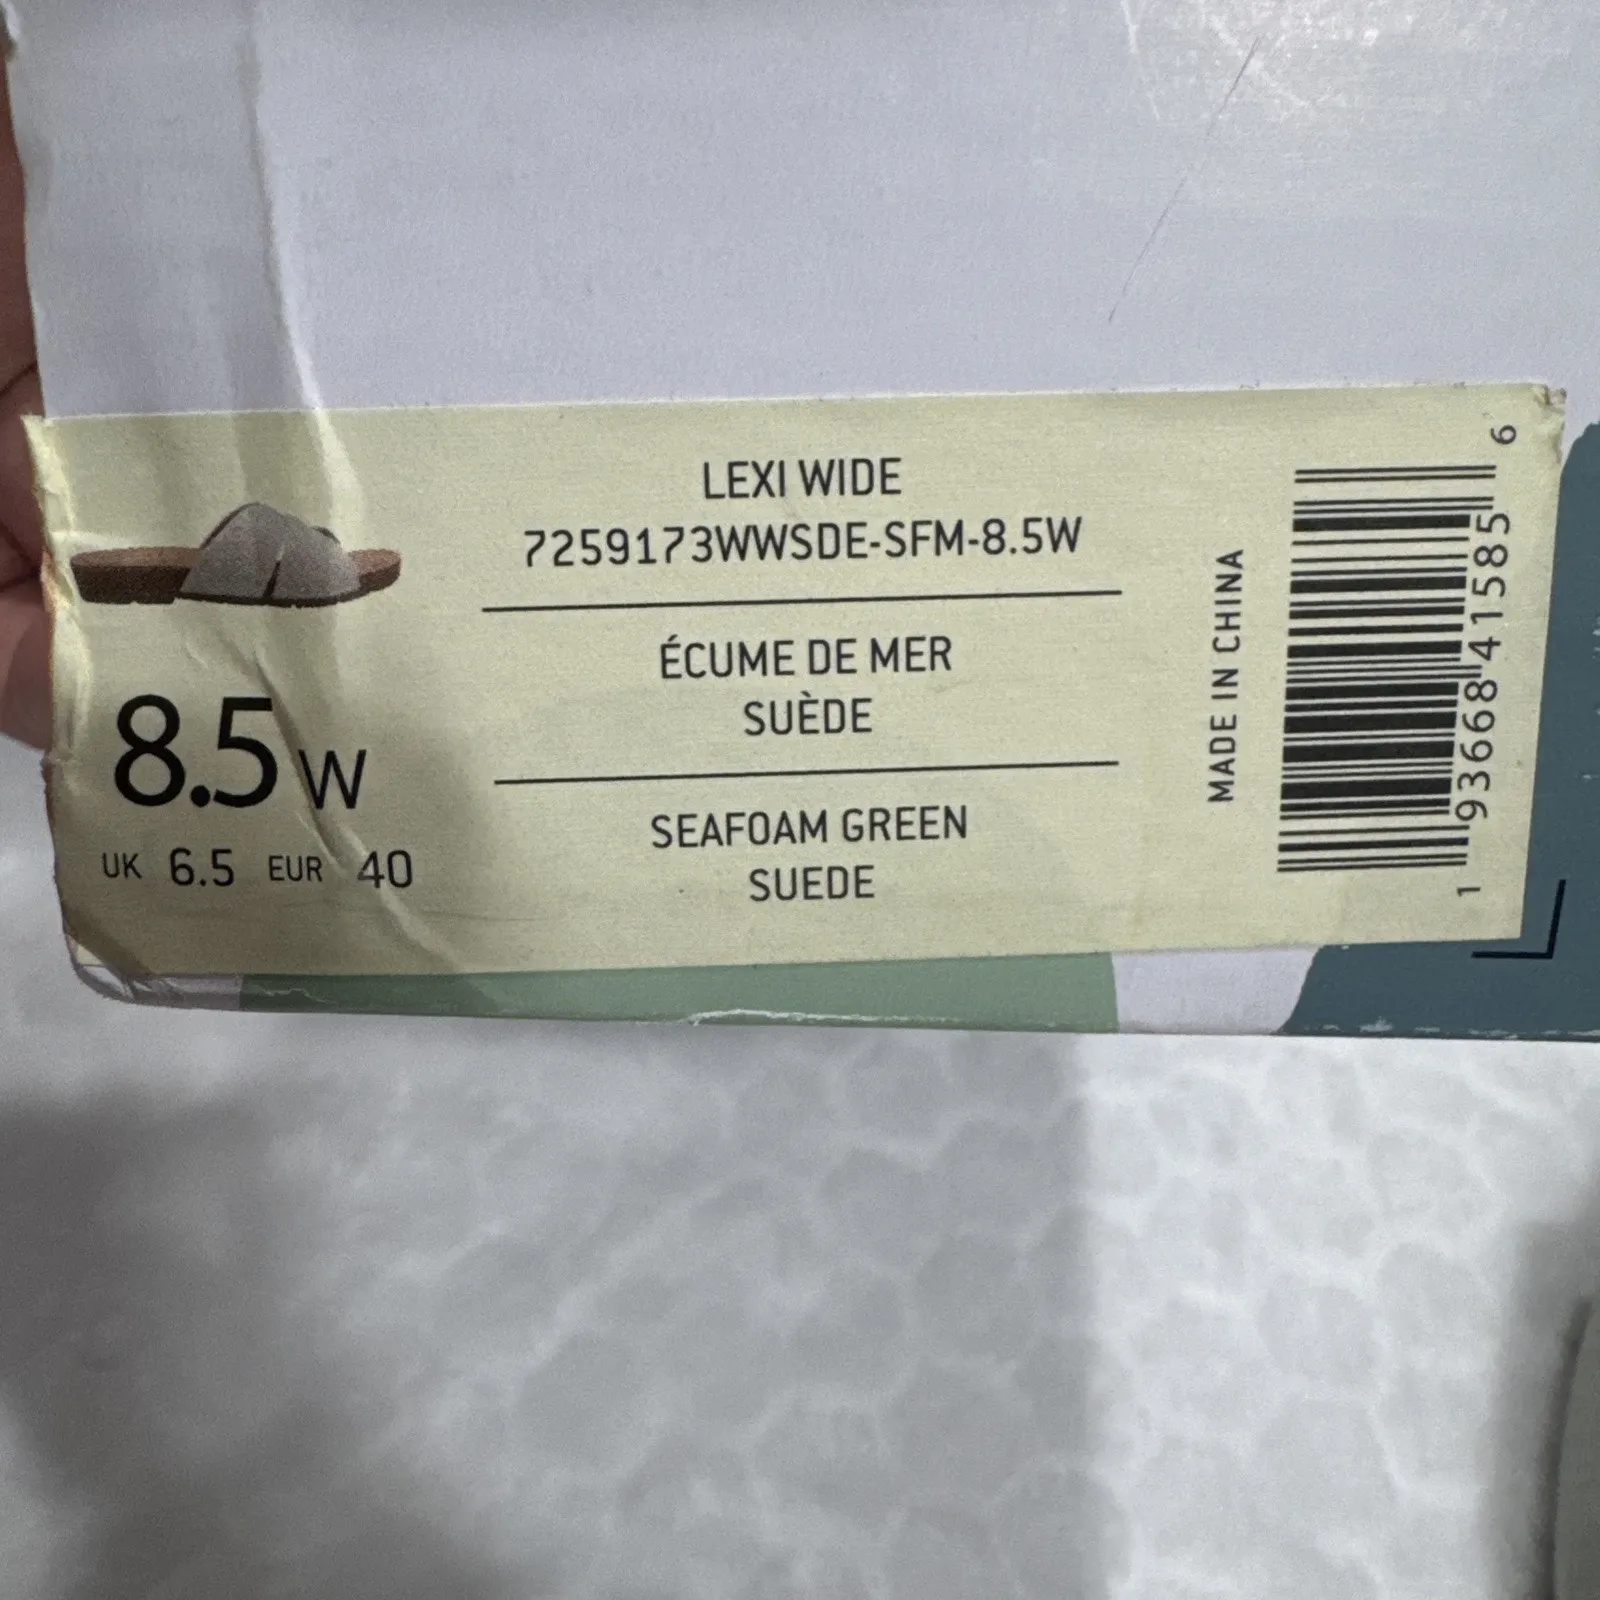 LEXI WIDE
7259173WWSDE-SFM-8.5W
ÉCUME DE MER
SUÈDE
SEAFOAM GREEN
SUEDE
8.5 W
UK 6.5 EUR 40
MADE IN CHINA
1 93668 41585 6